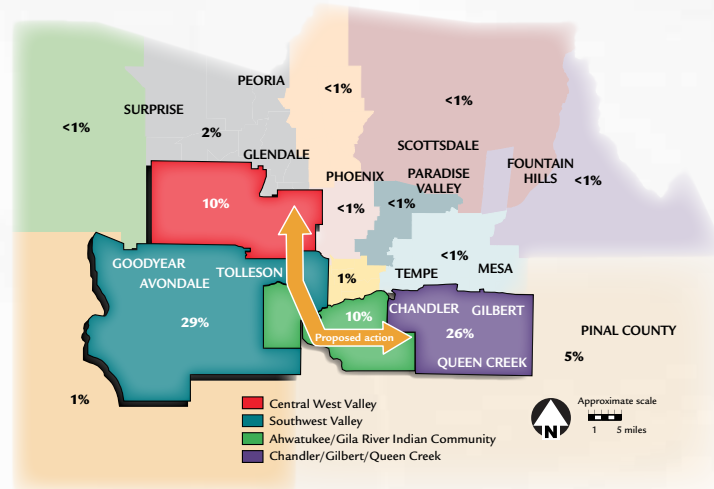 PEORIA
<1%
<1%
SURPRISE
<1%
2%
SCOTTSDALE
GLENDALE
PHOENIX
PARADISE
VALLEY
FOUNTAIN
HILLS
<1%
10%
<1%
<1%
<1%
GOODYEAR
AVONDALE
TOLLESON
1%
TEMPE
MESA
29%
10%
CHANDLER
GILBERT
26%
Proposed action
QUEEN CREEK
PINAL COUNTY
5%
1%
Central West Valley
Southwest Valley
Ahwatukee/Gila River Indian Community
Chandler/Gilbert/Queen Creek
N
Approximate scale
1 5 miles